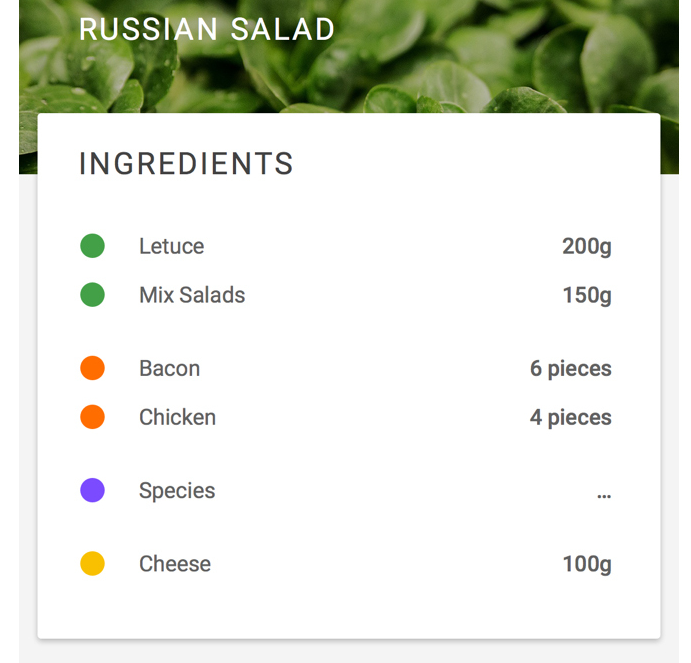 RUSSIAN SALAD
INGREDIENTS
Letuce 200g
Mix Salads 150g
Bacon 6 pieces
Chicken 4 pieces
Species ...
Cheese 100g